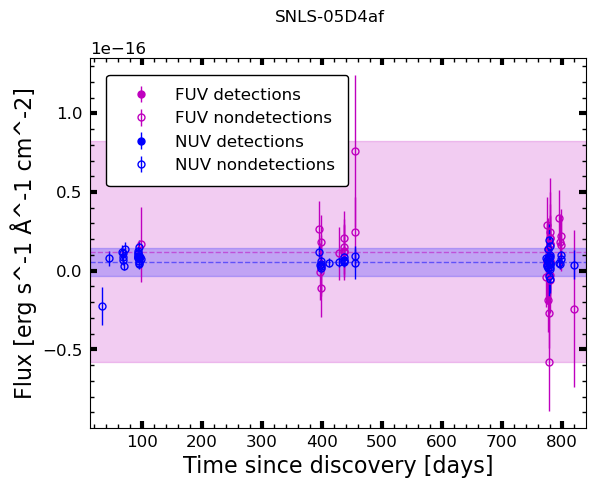 SNLS-05D4af
1e−16
FUV detections
FUV nondetections
NUV detections
NUV nondetections
1.0
0.5
0.0
−0.5
Flux [erg s^-1 Å^-1 cm^-2]
100 200 300 400 500 600 700 800
Time since discovery [days]